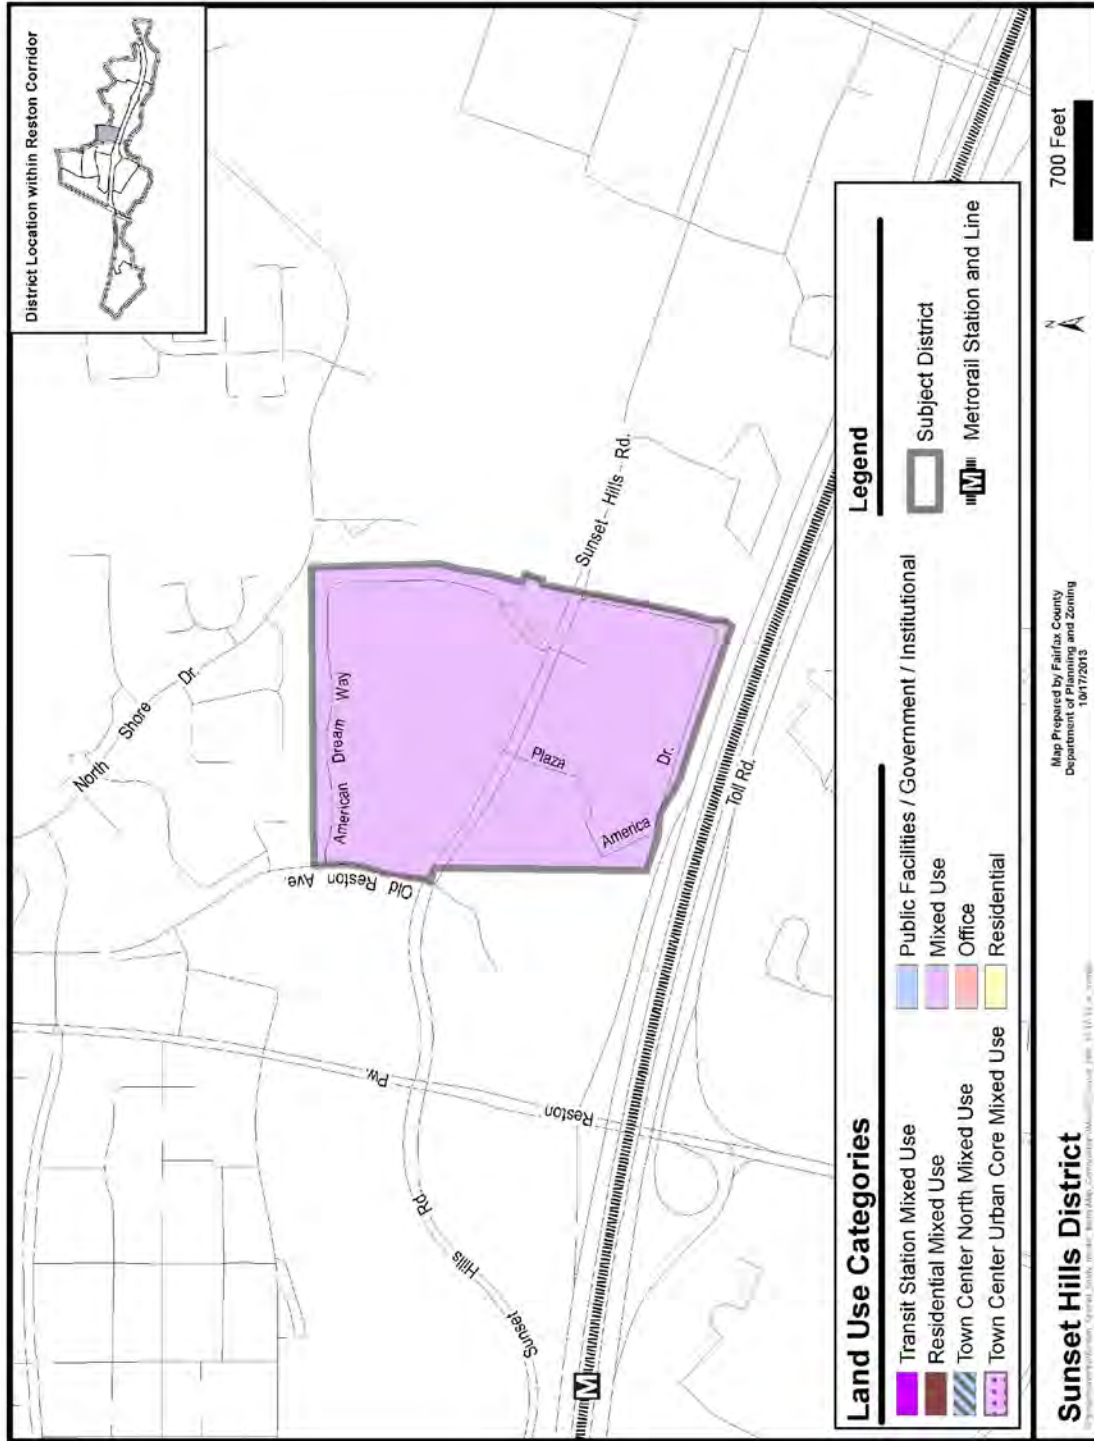 District Location within Reston Corridor
North Shore Dr.
American Dream Way
Old Reston Ave.
Sunset Hills Rd.
Plaza
America
Dr.
Toll Rd.
Reston Pw.
Sunset Hills Rd
M
Land Use Categories
Transit Station Mixed Use
Residential Mixed Use
Town Center North Mixed Use
Town Center Urban Core Mixed Use
Public Facilities / Government / Institutional
Mixed Use
Office
Residential
Legend
Subject District
M
Metrorail Station and Line
Sunset Hills District
Map Prepared by Fairfax County
Department of Planning and Zoning
10/17/2013
N
700 Feet